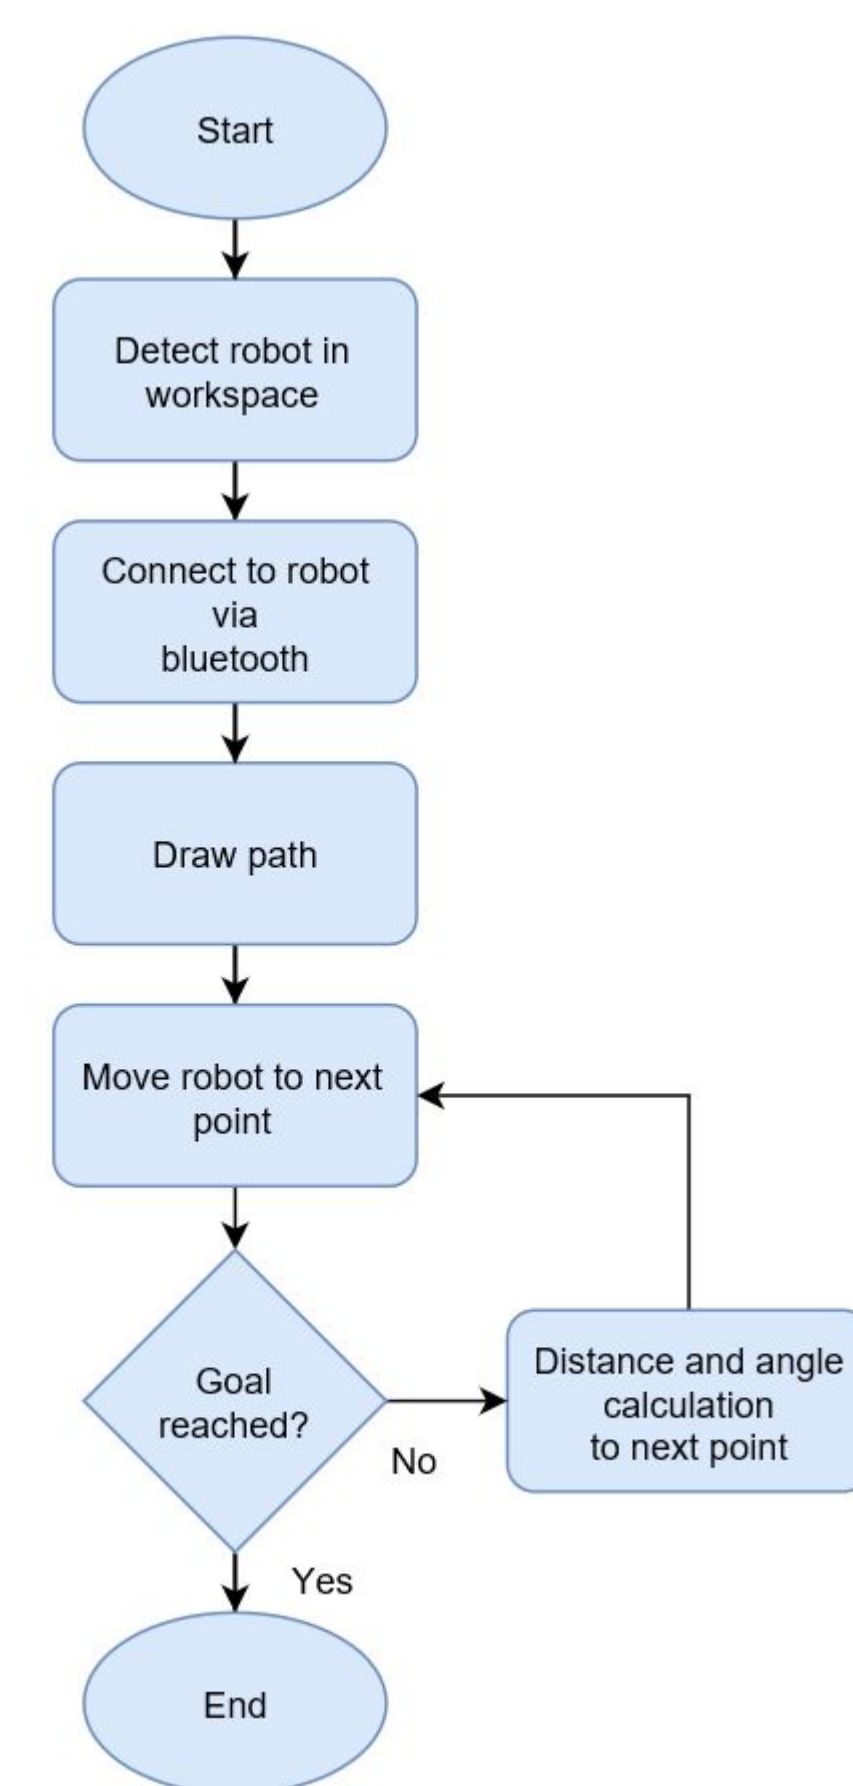 Start
Detect robot in
workspace
Connect to robot
via
bluetooth
Draw path
Move robot to next
point
Goal
reached?
No
Distance and angle
calculation
to next point
Yes
End